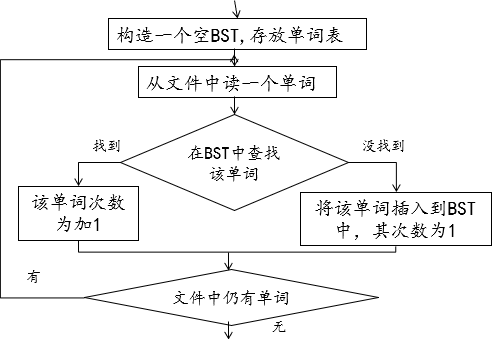 构造一个空BST,存放单词表
从文件中读一个单词
找到
没找到
在BST中查找
该单词
该单词次数
为加1
将该单词插入到BST
中，其次数为1
有
文件中仍有单词
无